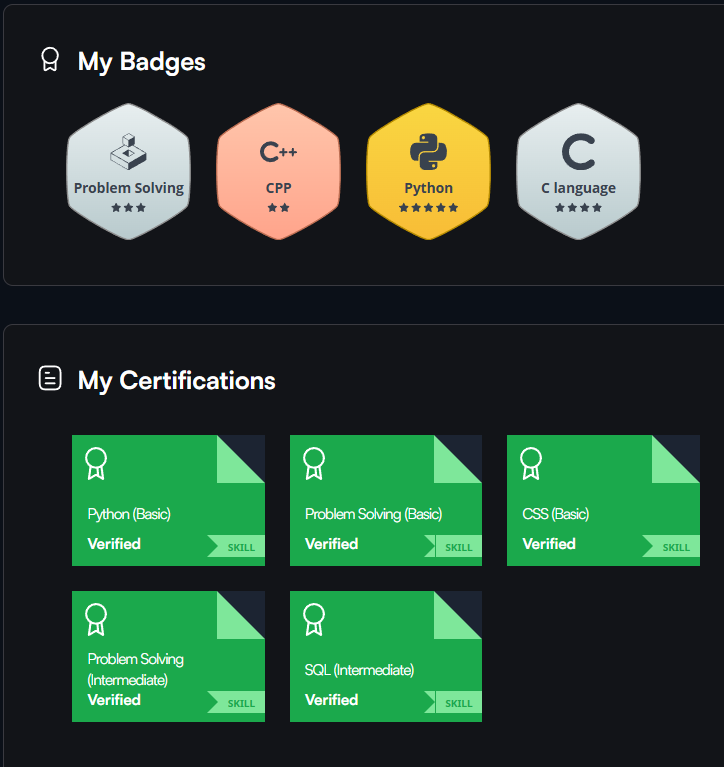 My Badges
C++
Problem Solving
CPP
Python
C language
My Certifications
Python (Basic)
Verified
SKILL
Problem Solving (Basic)
Verified
SKILL
CSS (Basic)
Verified
SKILL
Problem Solving
(Intermediate)
Verified
SKILL
SQL (Intermediate)
Verified
SKILL